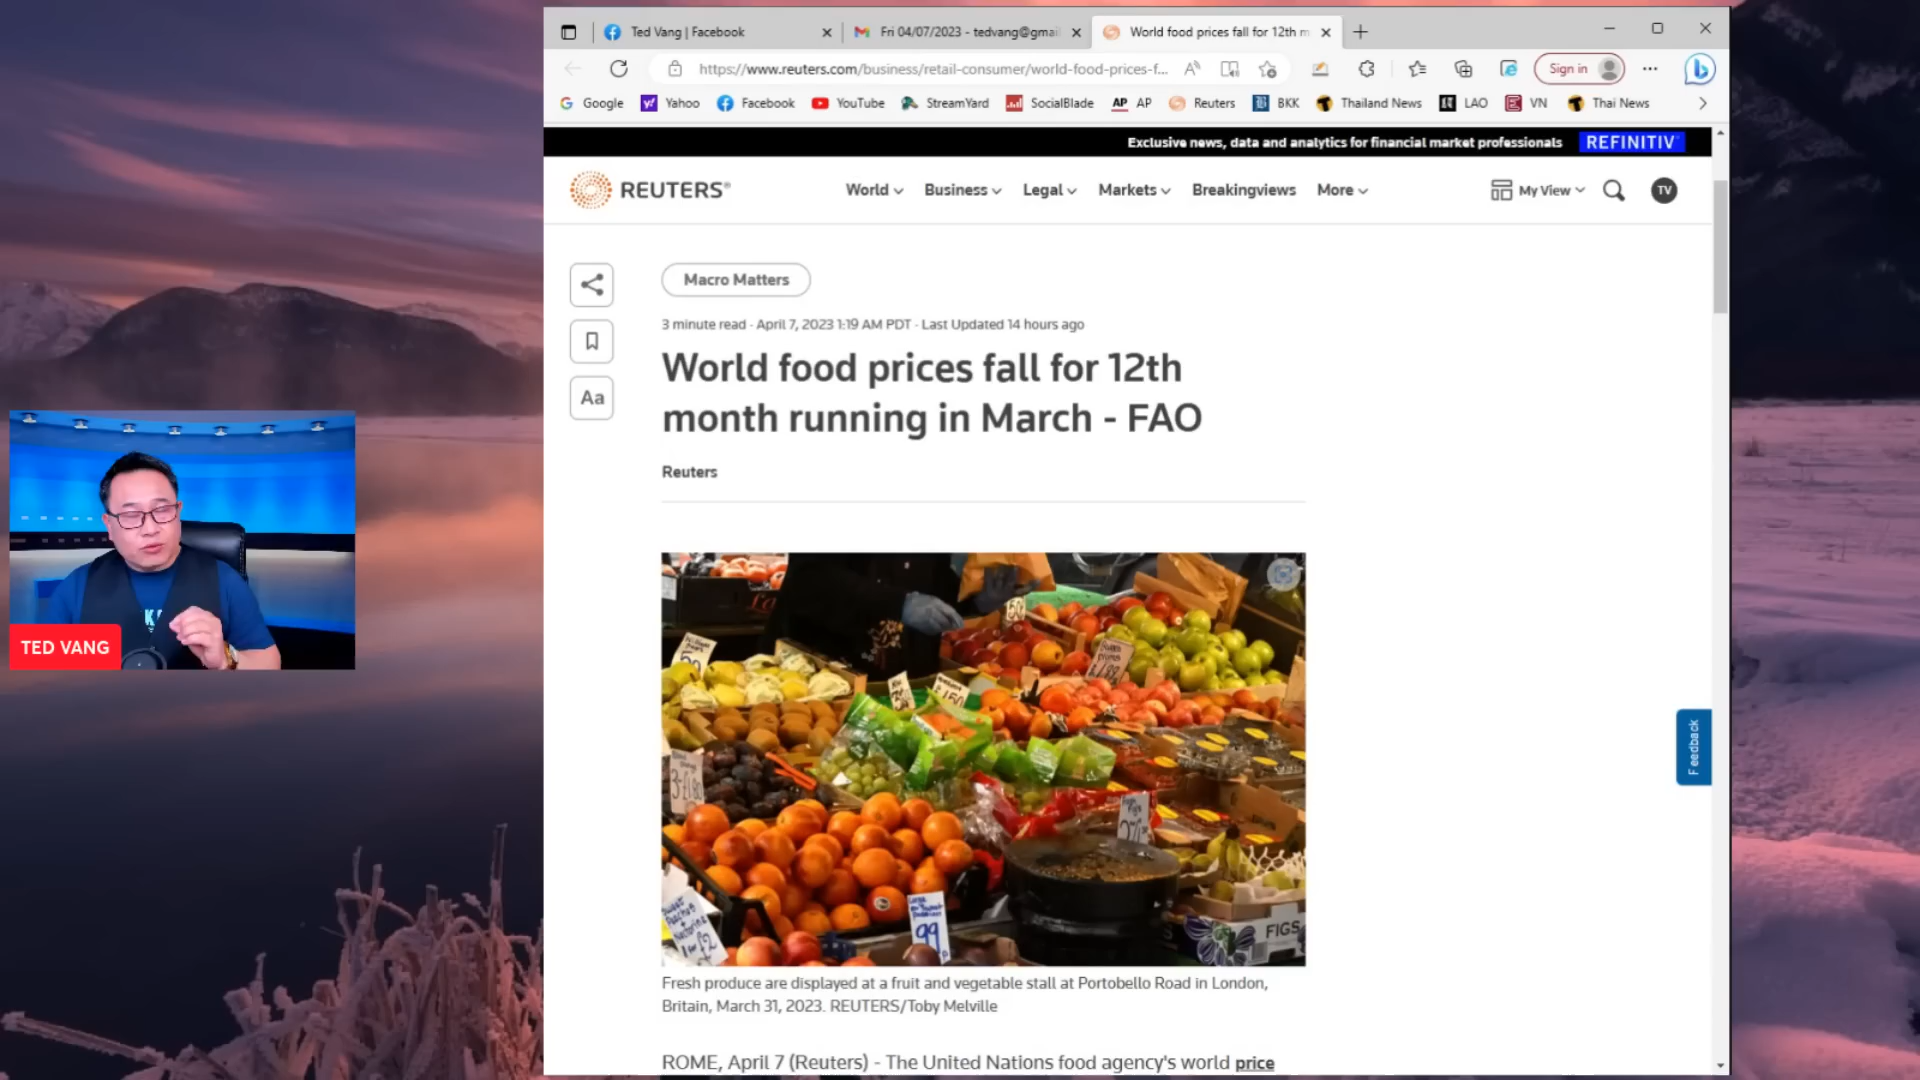 Ted Vang | Facebook
Fri 04/07/2023 - tedvang@gmai
World food prices fall for 12th m
https://www.reuters.com/business/retail-consumer/world-food-prices-f...
Sign in
Google Yahoo Facebook YouTube StreamYard SocialBlade AP AP Reuters BKK Thailand News LAO VN Thai News
Exclusive news, data and analytics for financial market professionals REFINITIV
REUTERS®
World Business Legal Markets Breakingviews More My View TV
Macro Matters
3 minute read · April 7, 2023 1:19 AM PDT · Last Updated 14 hours ago
World food prices fall for 12th
month running in March - FAO
Aa
Reuters
TED VANG
99
FIGS
Feedback
Fresh produce are displayed at a fruit and vegetable stall at Portobello Road in London,
Britain, March 31, 2023. REUTERS/Toby Melville
ROME, April 7 (Reuters) - The United Nations food agency's world price